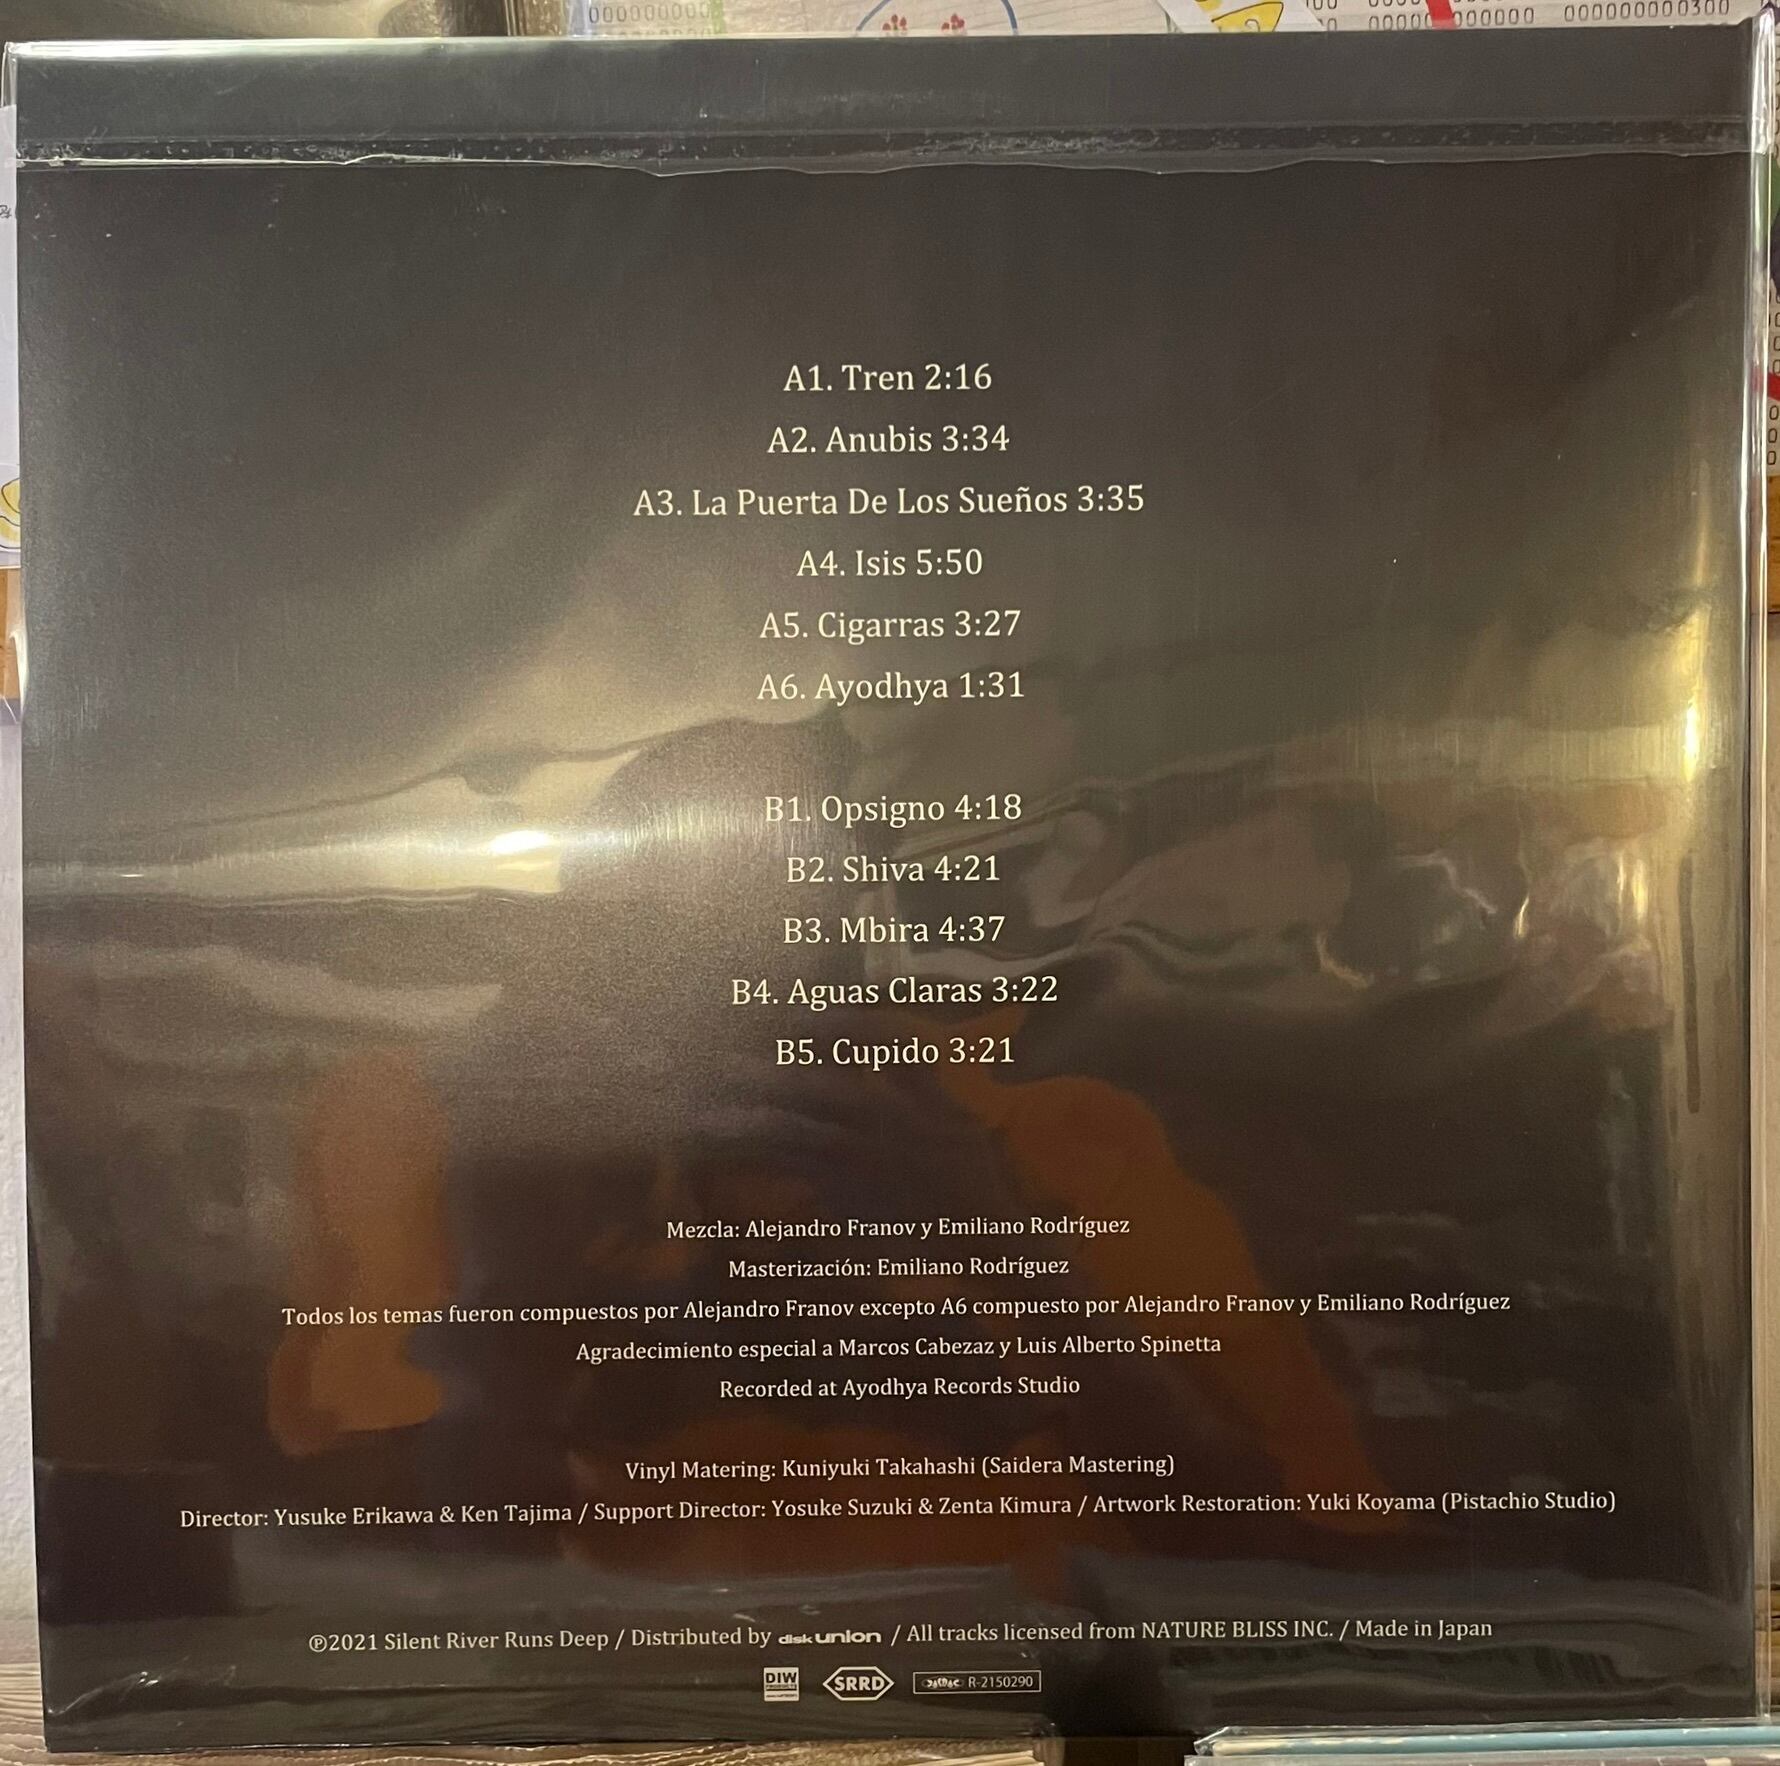 000000000
000000 000000000300
A1. Tren 2:16
A2. Anubis 3:34
A3. La Puerta De Los Sueños 3:35
A4. Isis 5:50
A5. Cigarras 3:27
A6. Ayodhya 1:31
B1. Opsigno 4:18
B2. Shiva 4:21
B3. Mbira 4:37
B4. Aguas Claras 3:22
B5. Cupido 3:21
Mezcla: Alejandro Franov y Emiliano Rodríguez
Masterización: Emiliano Rodríguez
Todos los temas fueron compuestos por Alejandro Franov excepto A6 compuesto por Alejandro Franov y Emiliano Rodríguez
Agradecimiento especial a Marcos Cabezaz y Luis Alberto Spinetta
Recorded at Ayodhya Records Studio
Vinyl Matering: Kuniyuki Takahashi (Saidera Mastering)
Director: Yusuke Erikawa & Ken Tajima / Support Director: Yosuke Suzuki & Zenta Kimura / Artwork Restoration: Yuki Koyama (Pistachio Studio)
℗2021 Silent River Runs Deep / Distributed by diskunion / All tracks licensed from NATURE BLISS INC. / Made in Japan
DIW SRRD JASRAC R-2150290